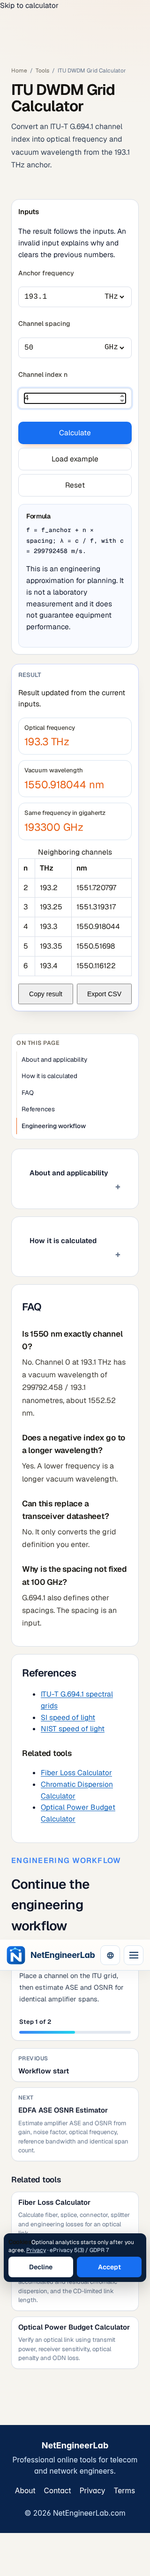 Skip to calculator
Home / Tools / ITU DWDM Grid Calculator
ITU DWDM Grid
Calculator
Convert an ITU-T G.694.1 channel
index into optical frequency and
vacuum wavelength from the 193.1
THz anchor.
Inputs
The result follows the inputs. An
invalid input explains why and
clears the previous numbers.
Anchor frequency
193.1 THz
Channel spacing
50 GHz
Channel index n
4
Calculate
Load example
Reset
Formula
f = f_anchor + n ×
spacing; λ = c / f, with c
= 299792458 m/s.
This is an engineering
approximation for planning. It
is not a laboratory
measurement and it does
not guarantee equipment
performance.
RESULT
Result updated from the current
inputs.
Optical frequency
193.3 THz
Vacuum wavelength
1550.918044 nm
Same frequency in gigahertz
193300 GHz
Neighboring channels
n THz nm
2 193.2 1551.720797
3 193.25 1551.319317
4 193.3 1550.918044
5 193.35 1550.51698
6 193.4 1550.116122
Copy result Export CSV
ON THIS PAGE
About and applicability
How it is calculated
FAQ
References
Engineering workflow
About and applicability
+
How it is calculated
+
FAQ
Is 1550 nm exactly channel
0?
No. Channel 0 at 193.1 THz has
a vacuum wavelength of
299792.458 / 193.1
nanometres, about 1552.52
nm.
Does a negative index go to
a longer wavelength?
Yes. A lower frequency is a
longer vacuum wavelength.
Can this replace a
transceiver datasheet?
No. It only converts the grid
definition you enter.
Why is the spacing not fixed
at 100 GHz?
G.694.1 also defines other
spacings. The spacing is an
input.
References
ITU-T G.694.1 spectral
grids
SI speed of light
NIST speed of light
Related tools
Fiber Loss Calculator
Chromatic Dispersion
Calculator
Optical Power Budget
Calculator
ENGINEERING WORKFLOW
Continue the
engineering
workflow
NetEngineerLab
Place a channel on the ITU grid,
then estimate ASE and OSNR for
identical amplifier spans.
Step 1 of 2
PREVIOUS
Workflow start
NEXT
EDFA ASE OSNR Estimator
Estimate amplifier ASE and OSNR from
gain, noise factor, optical frequency,
reference bandwidth and identical span
count.
Related tools
Fiber Loss Calculator
Calculate fiber, splice, connector, splitter
and engineering losses for an optical
Optional analytics starts only after you
agree. Privacy · ePrivacy 5(3) / GDPR 7
Decline Accept
dispersion, and the CD-limited link
length.
Optical Power Budget Calculator
Verify an optical link using transmit
power, receiver sensitivity, optical
penalty and ODN loss.
NetEngineerLab
Professional online tools for telecom
and network engineers.
About Contact Privacy Terms
© 2026 NetEngineerLab.com